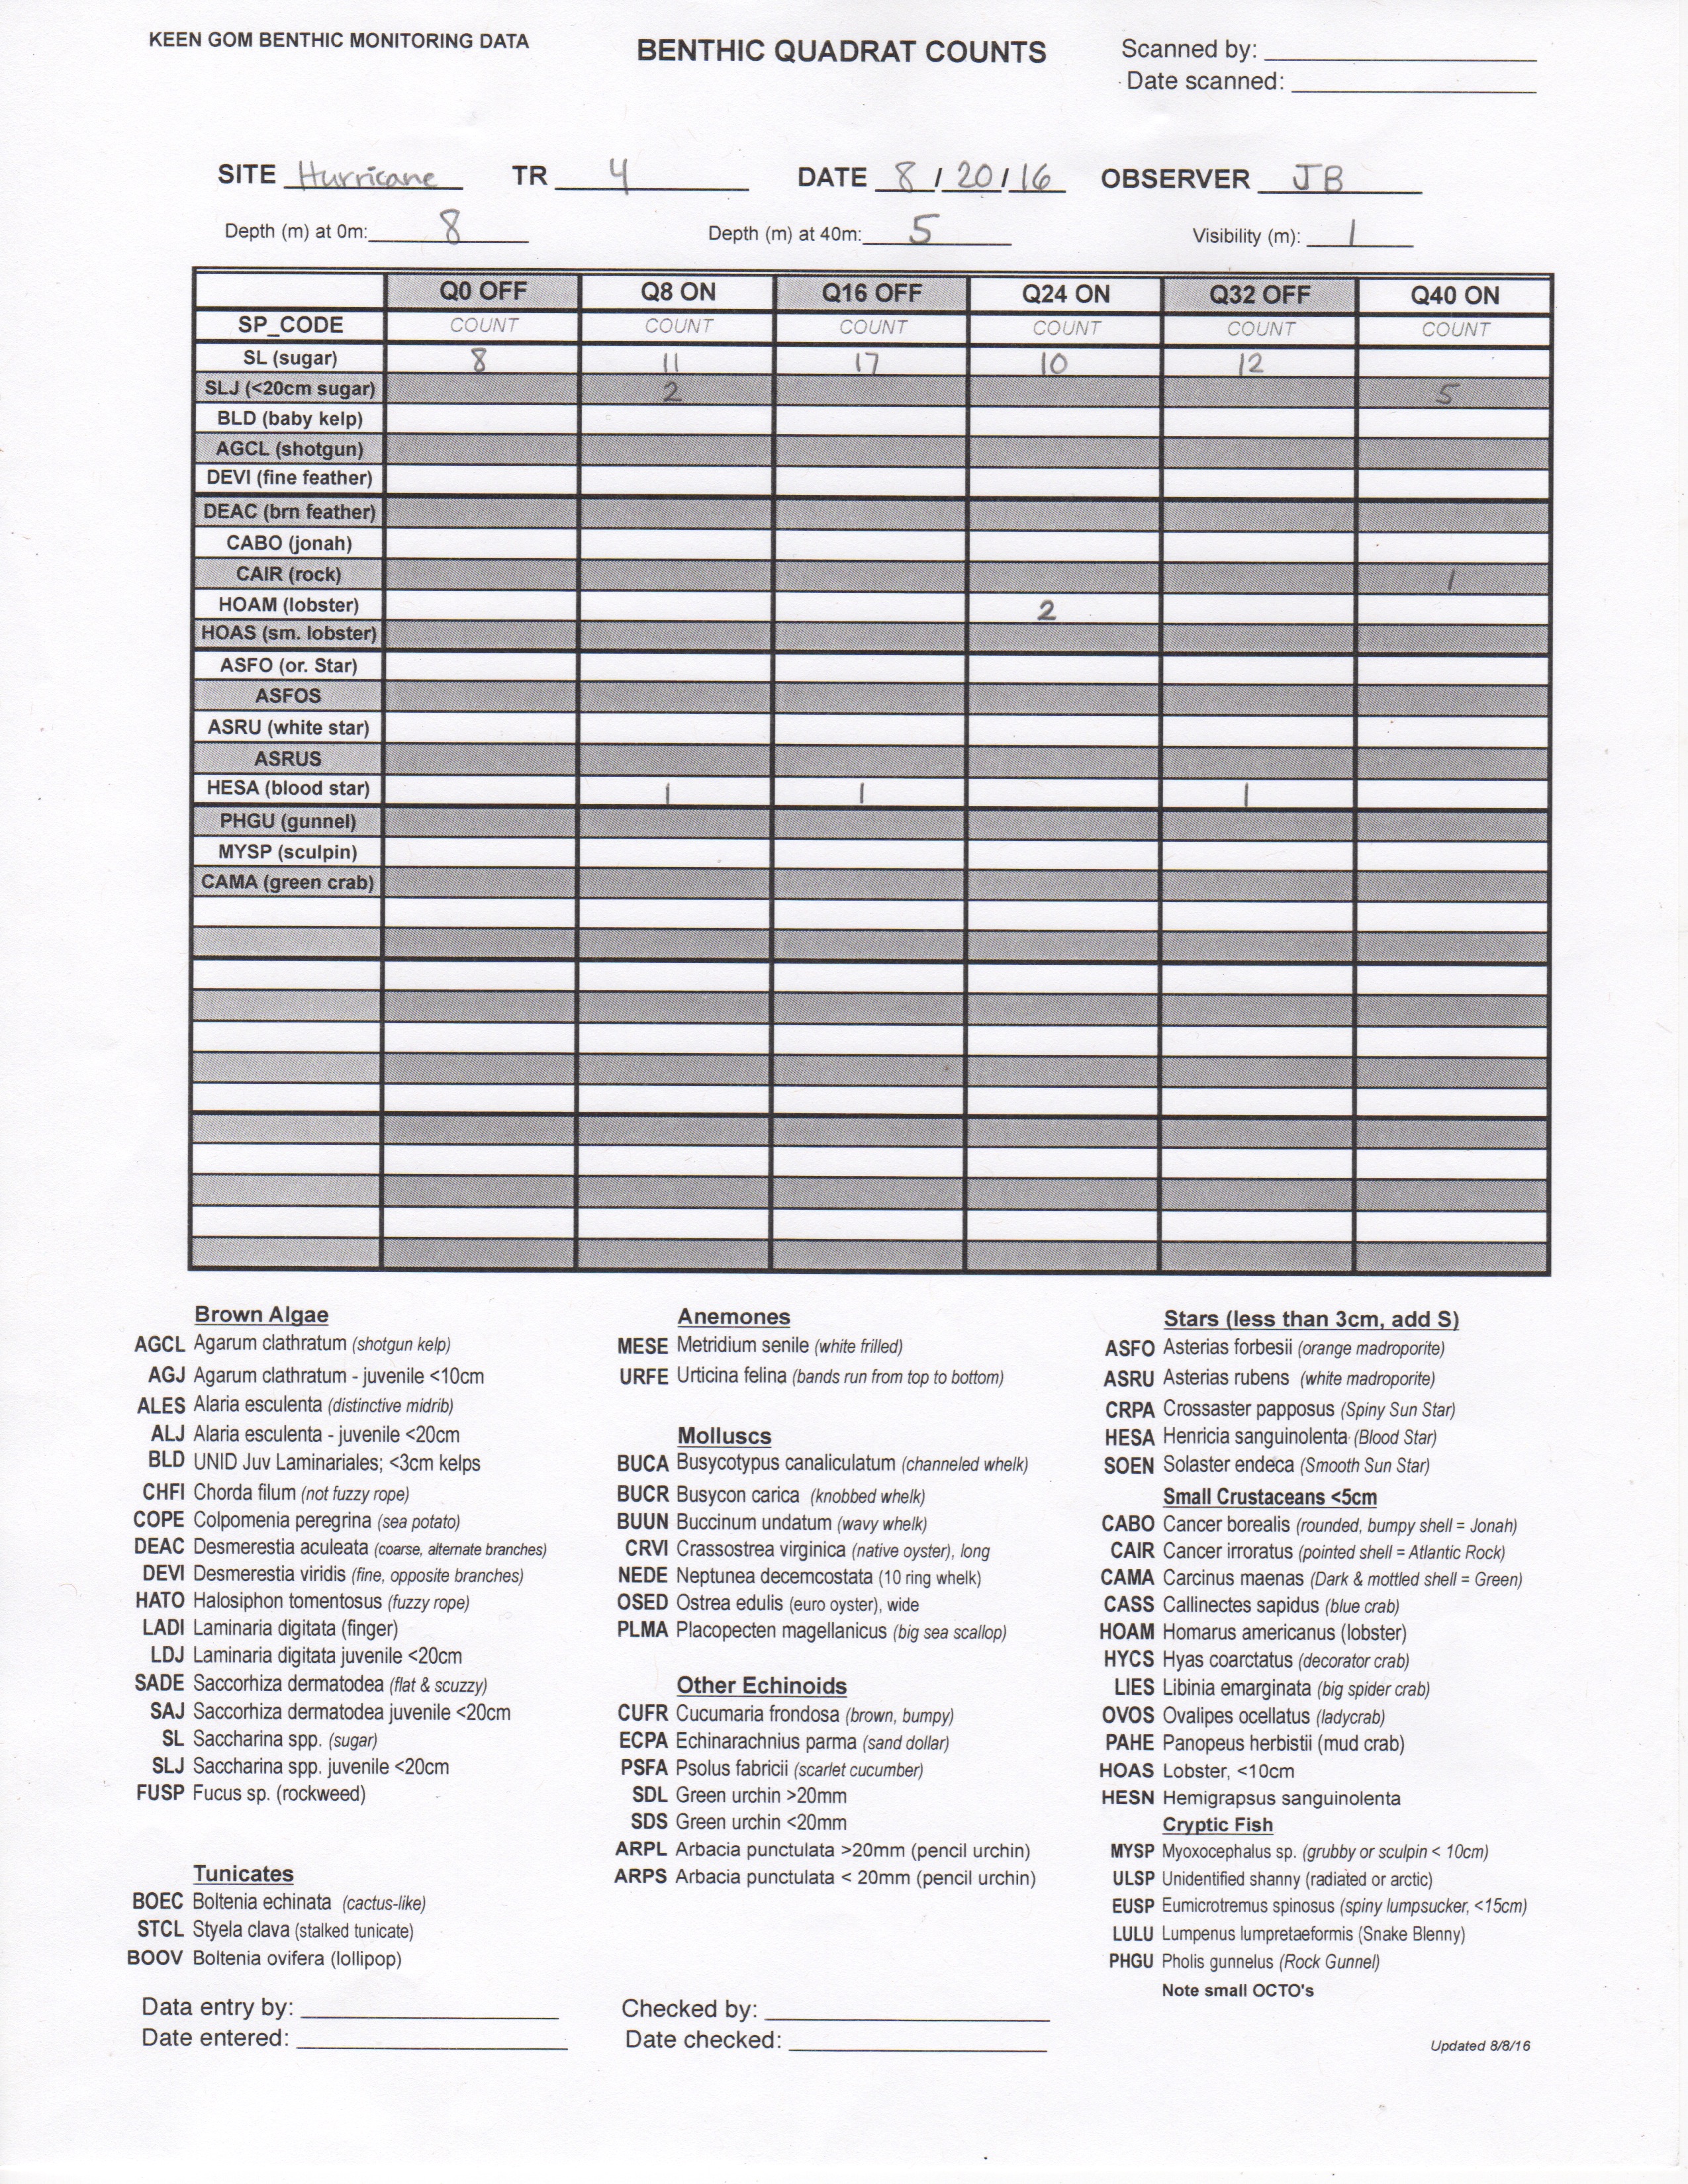 KEEN GOM BENTHIC MONITORING DATA
BENTHIC QUADRAT COUNTS
Scanned by:
Date scanned:
SITE Hurricane TR 4 DATE 8/20/16 OBSERVER JB
Depth (m) at 0m: 8 Depth (m) at 40m: 5 Visibility (m): 1
Q0 OFF Q8 ON Q16 OFF Q24 ON Q32 OFF Q40 ON
SP_CODE COUNT COUNT COUNT COUNT COUNT COUNT
SL (sugar) 8 11 17 10 12
SLJ (<20cm sugar) 2 5
BLD (baby kelp)
AGCL (shotgun)
DEVI (fine feather)
DEAC (brn feather)
CABO (jonah)
CAIR (rock) 1
HOAM (lobster) 2
HOAS (sm. lobster)
ASFO (or. Star)
ASFOS
ASRU (white star)
ASRUS
HESA (blood star) 1 1 1
PHGU (gunnel)
MYSP (sculpin)
CAMA (green crab)
Brown Algae
AGCL Agarum clathratum (shotgun kelp)
AGJ Agarum clathratum - juvenile <10cm
ALES Alaria esculenta (distinctive midrib)
ALJ Alaria esculenta - juvenile <20cm
BLD UNID Juv Laminariales; <3cm kelps
CHFI Chorda filum (not fuzzy rope)
COPE Colpomenia peregrina (sea potato)
DEAC Desmerestia aculeata (coarse, alternate branches)
DEVI Desmerestia viridis (fine, opposite branches)
HATO Halosiphon tomentosus (fuzzy rope)
LADI Laminaria digitata (finger)
LDJ Laminaria digitata juvenile <20cm
SADE Saccorhiza dermatodea (flat & scuzzy)
SAJ Saccorhiza dermatodea juvenile <20cm
SL Saccharina spp. (sugar)
SLJ Saccharina spp. juvenile <20cm
FUSP Fucus sp. (rockweed)
Tunicates
BOEC Boltenia echinata (cactus-like)
STCL Styela clava (stalked tunicate)
BOOV Boltenia ovifera (lollipop)
Anemones
MESE Metridium senile (white frilled)
URFE Urticina felina (bands run from top to bottom)
Molluscs
BUCA Busycotypus canaliculatum (channeled whelk)
BUCR Busycon carica (knobbed whelk)
BUUN Buccinum undatum (wavy whelk)
CRVI Crassostrea virginica (native oyster), long
NEDE Neptunea decemcostata (10 ring whelk)
OSED Ostrea edulis (euro oyster), wide
PLMA Placopecten magellanicus (big sea scallop)
Other Echinoids
CUFR Cucumaria frondosa (brown, bumpy)
ECPA Echinarachnius parma (sand dollar)
PSFA Psolus fabricii (scarlet cucumber)
SDL Green urchin >20mm
SDS Green urchin <20mm
ARPL Arbacia punctulata >20mm (pencil urchin)
ARPS Arbacia punctulata < 20mm (pencil urchin)
Stars (less than 3cm, add S)
ASFO Asterias forbesii (orange madroporite)
ASRU Asterias rubens (white madroporite)
CRPA Crossaster papposus (Spiny Sun Star)
HESA Henricia sanguinolenta (Blood Star)
SOEN Solaster endeca (Smooth Sun Star)
Small Crustaceans <5cm
CABO Cancer borealis (rounded, bumpy shell = Jonah)
CAIR Cancer irroratus (pointed shell = Atlantic Rock)
CAMA Carcinus maenas (Dark & mottled shell = Green)
CASS Callinectes sapidus (blue crab)
HOAM Homarus americanus (lobster)
HYCS Hyas coarctatus (decorator crab)
LIES Libinia emarginata (big spider crab)
OVOS Ovalipes ocellatus (ladycrab)
PAHE Panopeus herbistii (mud crab)
HOAS Lobster, <10cm
HESN Hemigrapsus sanguinolenta
Cryptic Fish
MYSP Myoxocephalus sp. (grubby or sculpin < 10cm)
ULSP Unidentified shanny (radiated or arctic)
EUSP Eumicrotremus spinosus (spiny lumpsucker, <15cm)
LULU Lumpenus lumpretaeformis (Snake Blenny)
PHGU Pholis gunnelus (Rock Gunnel)
Note small OCTO's
Data entry by:
Date entered:
Checked by:
Date checked:
Updated 8/8/16